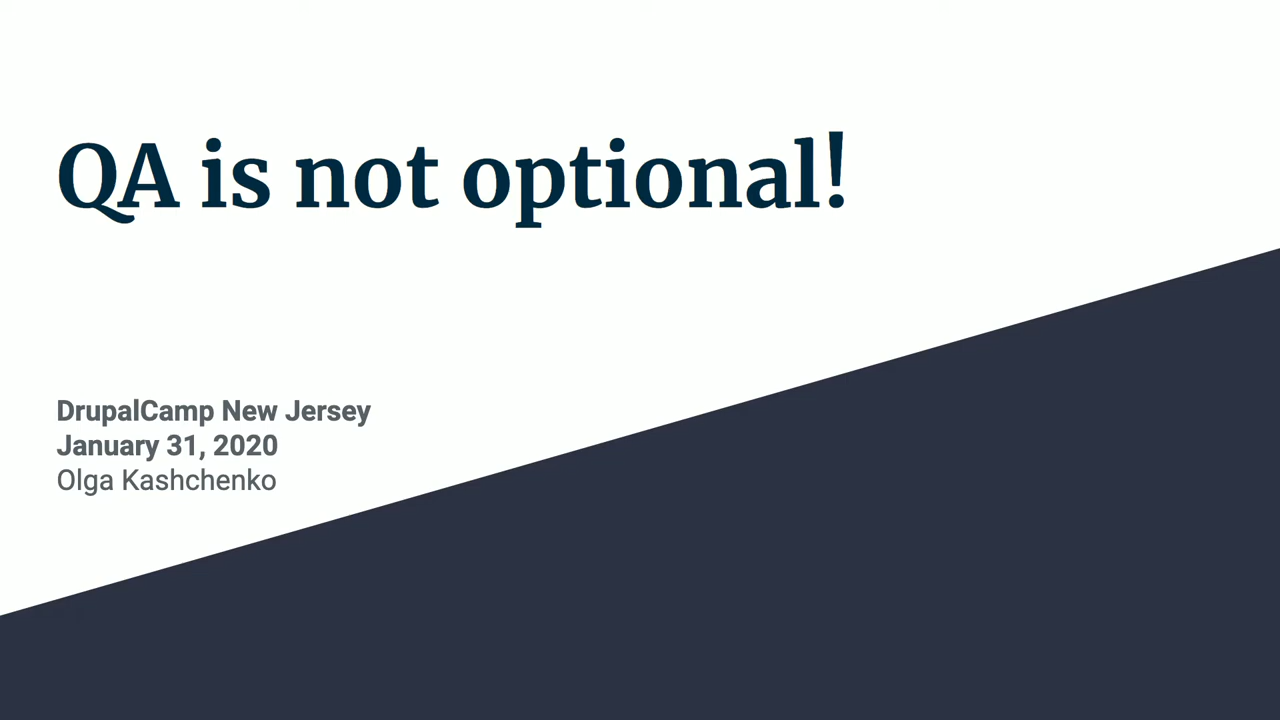 QA is not optional!
DrupalCamp New Jersey
January 31, 2020
Olga Kashchenko